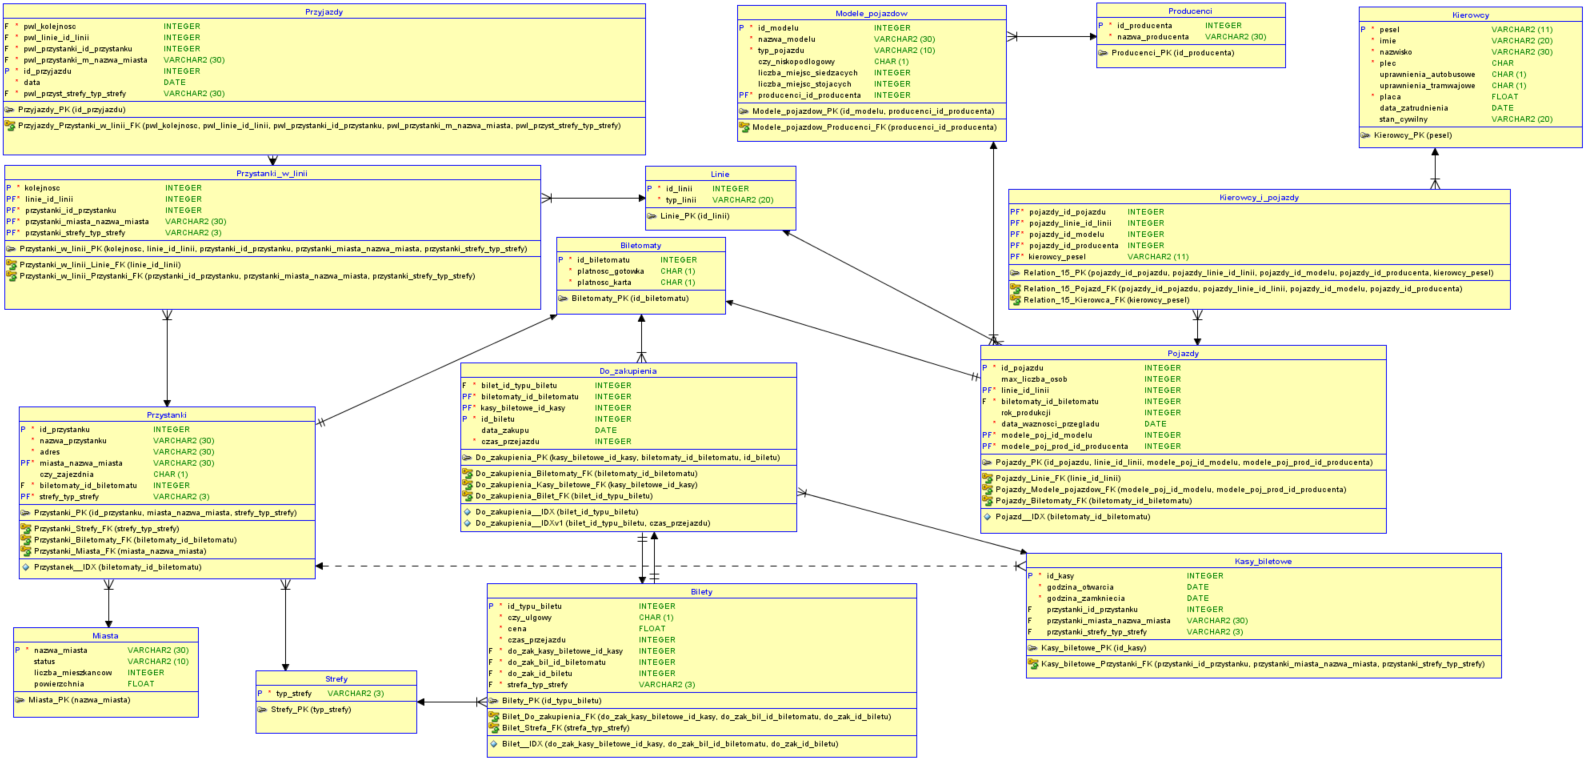 Przyjazdy
F * pwl_kolejnosc INTEGER
F * pwl_linie_id_linii INTEGER
F * pwl_przystanki_id_przystanku INTEGER
F * pwl_przystanki_m_nazwa_miasta VARCHAR2 (30)
P * id_przyjazdu INTEGER
* data DATE
F * pwl_przyst_strefy_typ_strefy VARCHAR2 (30)
Przyjazdy_PK (id_przyjazdu)
Przyjazdy_Przystanki_w_linii_FK (pwl_kolejnosc, pwl_linie_id_linii, pwl_przystanki_id_przystanku, pwl_przystanki_m_nazwa_miasta, pwl_przyst_strefy_typ_strefy)
Modele_pojazdow
P * id_modelu INTEGER
* nazwa_modelu VARCHAR2 (30)
* typ_pojazdu VARCHAR2 (10)
czy_niskopodlogowy CHAR (1)
liczba_miejsc_siedzacych INTEGER
liczba_miejsc_stojacych INTEGER
PF* producenci_id_producenta INTEGER
Modele_pojazdow_PK (id_modelu, producenci_id_producenta)
Modele_pojazdow_Producenci_FK (producenci_id_producenta)
Producenci
P * id_producenta INTEGER
* nazwa_producenta VARCHAR2 (30)
Producenci_PK (id_producenta)
Kierowcy
P * pesel VARCHAR2 (11)
* imie VARCHAR2 (20)
* nazwisko VARCHAR2 (30)
* plec CHAR
uprawnienia_autobusowe CHAR (1)
uprawnienia_tramwajowe CHAR (1)
* placa FLOAT
data_zatrudnienia DATE
stan_cywilny VARCHAR2 (20)
Kierowcy_PK (pesel)
Przystanki_w_linii
P * kolejnosc INTEGER
PF* linie_id_linii INTEGER
PF* przystanki_id_przystanku INTEGER
PF* przystanki_miasta_nazwa_miasta VARCHAR2 (30)
PF* przystanki_strefy_typ_strefy VARCHAR2 (3)
Przystanki_w_linii_PK (kolejnosc, linie_id_linii, przystanki_id_przystanku, przystanki_miasta_nazwa_miasta, przystanki_strefy_typ_strefy)
Przystanki_w_linii_Linie_FK (linie_id_linii)
Przystanki_w_linii_Przystanki_FK (przystanki_id_przystanku, przystanki_miasta_nazwa_miasta, przystanki_strefy_typ_strefy)
Linie
P * id_linii INTEGER
* typ_linii VARCHAR2 (20)
Linie_PK (id_linii)
Kierowcy_i_pojazdy
PF* pojazdy_id_pojazdu INTEGER
PF* pojazdy_linie_id_linii INTEGER
PF* pojazdy_id_modelu INTEGER
PF* pojazdy_id_producenta INTEGER
PF* kierowcy_pesel VARCHAR2 (11)
Relation_15_PK (pojazdy_id_pojazdu, pojazdy_linie_id_linii, pojazdy_id_modelu, pojazdy_id_producenta, kierowcy_pesel)
Relation_15_Pojazd_FK (pojazdy_id_pojazdu, pojazdy_linie_id_linii, pojazdy_id_modelu, pojazdy_id_producenta)
Relation_15_Kierowca_FK (kierowcy_pesel)
Biletomaty
P * id_biletomatu INTEGER
* platnosc_gotowka CHAR (1)
* platnosc_karta CHAR (1)
Biletomaty_PK (id_biletomatu)
Do_zakupienia
F * bilet_id_typu_biletu INTEGER
PF* biletomaty_id_biletomatu INTEGER
PF* kasy_biletowe_id_kasy INTEGER
P * id_biletu INTEGER
data_zakupu DATE
* czas_przejazdu INTEGER
Do_zakupienia_PK (kasy_biletowe_id_kasy, biletomaty_id_biletomatu, id_biletu)
Do_zakupienia_Biletomaty_FK (biletomaty_id_biletomatu)
Do_zakupienia_Kasy_biletowe_FK (kasy_biletowe_id_kasy)
Do_zakupienia_Bilet_FK (bilet_id_typu_biletu)
Do_zakupienia__IDX (bilet_id_typu_biletu)
Do_zakupienia__IDXv1 (bilet_id_typu_biletu, czas_przejazdu)
Pojazdy
P * id_pojazdu INTEGER
max_liczba_osob INTEGER
PF* linie_id_linii INTEGER
F * biletomaty_id_biletomatu INTEGER
rok_produkcji INTEGER
* data_waznosci_przegladu DATE
PF* modele_poj_id_modelu INTEGER
PF* modele_poj_prod_id_producenta INTEGER
Pojazdy_PK (id_pojazdu, linie_id_linii, modele_poj_id_modelu, modele_poj_prod_id_producenta)
Pojazdy_Linie_FK (linie_id_linii)
Pojazdy_Modele_pojazdow_FK (modele_poj_id_modelu, modele_poj_prod_id_producenta)
Pojazdy_Biletomaty_FK (biletomaty_id_biletomatu)
Pojazd__IDX (biletomaty_id_biletomatu)
Przystanki
P * id_przystanku INTEGER
* nazwa_przystanku VARCHAR2 (30)
* adres VARCHAR2 (30)
PF* miasta_nazwa_miasta VARCHAR2 (30)
czy_zajezdnia CHAR (1)
F * biletomaty_id_biletomatu INTEGER
PF* strefy_typ_strefy VARCHAR2 (3)
Przystanki_PK (id_przystanku, miasta_nazwa_miasta, strefy_typ_strefy)
Przystanki_Strefy_FK (strefy_typ_strefy)
Przystanki_Biletomaty_FK (biletomaty_id_biletomatu)
Przystanki_Miasta_FK (miasta_nazwa_miasta)
Przystanek__IDX (biletomaty_id_biletomatu)
Kasy_biletowe
P * id_kasy INTEGER
* godzina_otwarcia DATE
* godzina_zamkniecia DATE
F przystanki_id_przystanku INTEGER
F przystanki_miasta_nazwa_miasta VARCHAR2 (30)
F przystanki_strefy_typ_strefy VARCHAR2 (3)
Kasy_biletowe_PK (id_kasy)
Kasy_biletowe_Przystanki_FK (przystanki_id_przystanku, przystanki_miasta_nazwa_miasta, przystanki_strefy_typ_strefy)
Bilety
P * id_typu_biletu INTEGER
* czy_ulgowy CHAR (1)
* cena FLOAT
* czas_przejazdu INTEGER
F * do_zak_kasy_biletowe_id_kasy INTEGER
F * do_zak_bil_id_biletomatu INTEGER
F * do_zak_id_biletu INTEGER
F * strefa_typ_strefy VARCHAR2 (3)
Bilety_PK (id_typu_biletu)
Bilet_Do_zakupienia_FK (do_zak_kasy_biletowe_id_kasy, do_zak_bil_id_biletomatu, do_zak_id_biletu)
Bilet_Strefa_FK (strefa_typ_strefy)
Bilet__IDX (do_zak_kasy_biletowe_id_kasy, do_zak_bil_id_biletomatu, do_zak_id_biletu)
Miasta
P * nazwa_miasta VARCHAR2 (30)
status VARCHAR2 (10)
liczba_mieszkancow INTEGER
powierzchnia FLOAT
Miasta_PK (nazwa_miasta)
Strefy
P * typ_strefy VARCHAR2 (3)
Strefy_PK (typ_strefy)